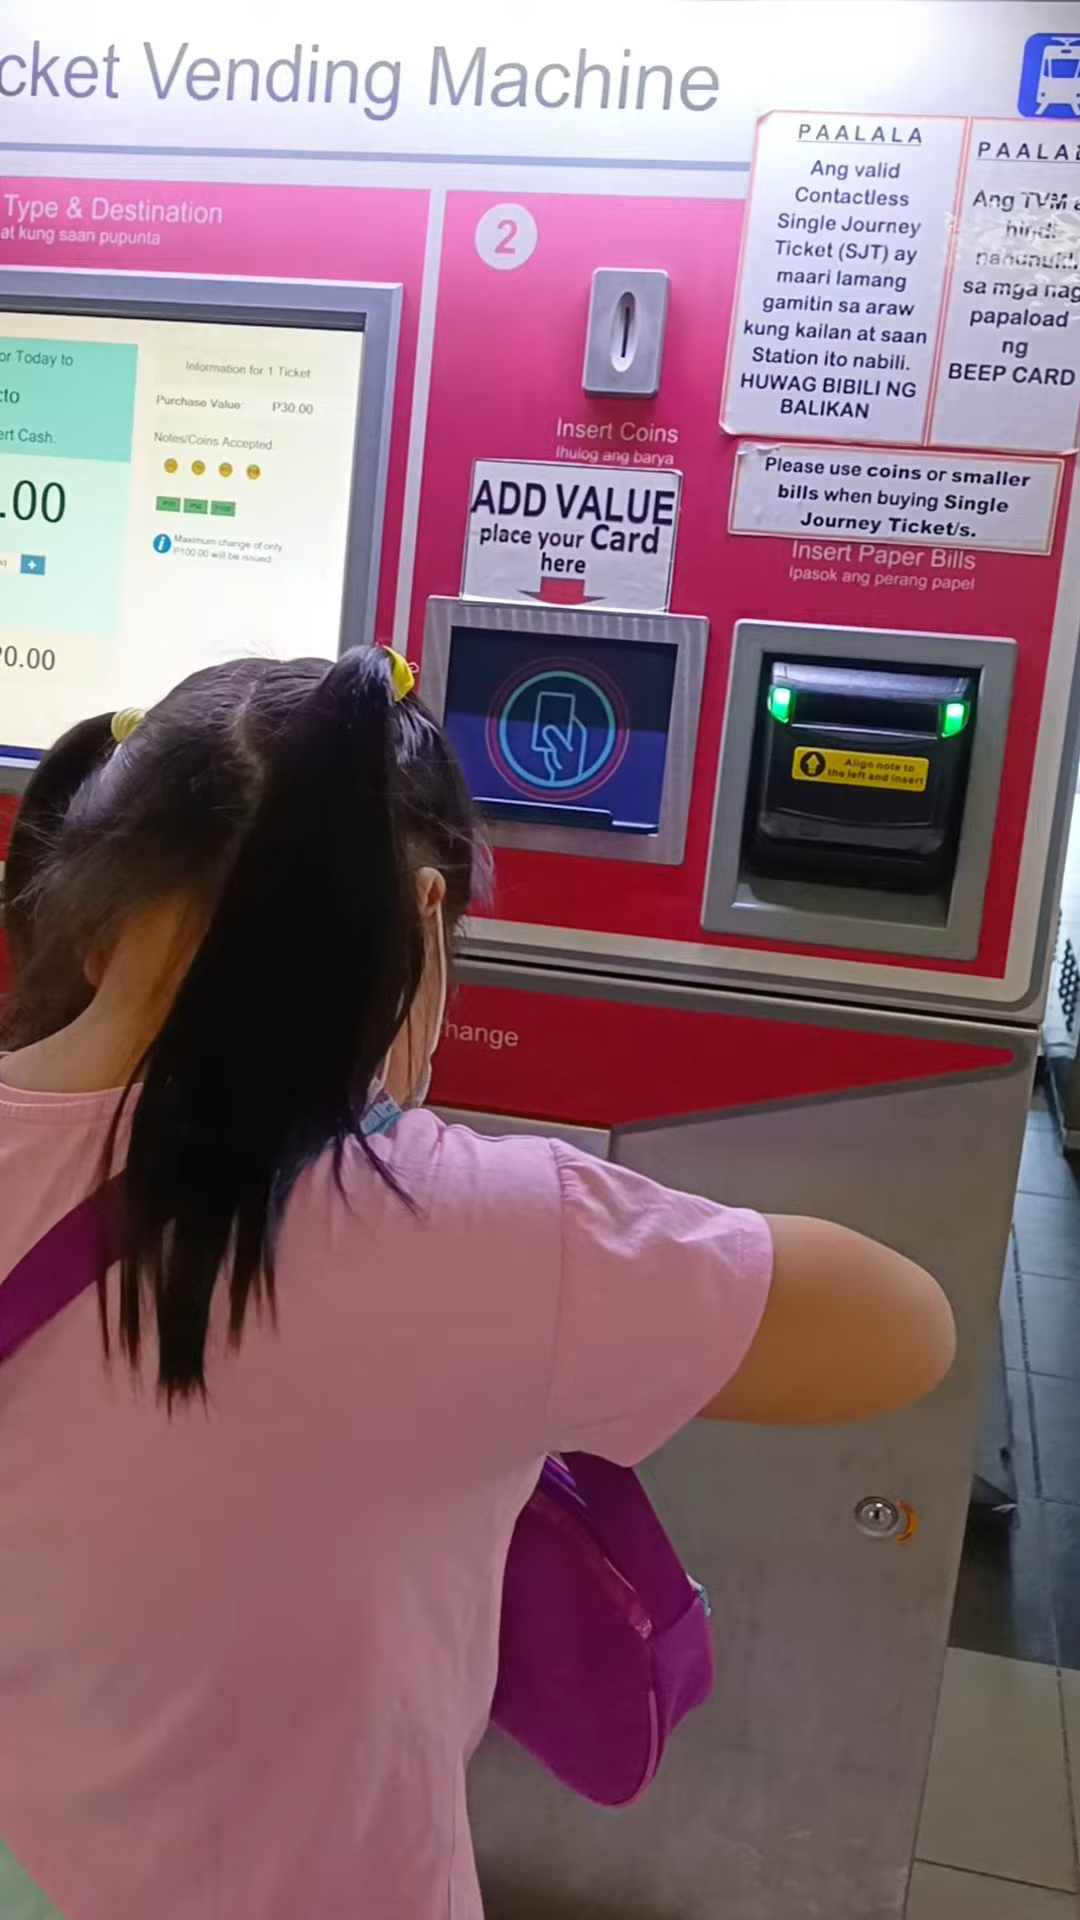 cket Vending Machine
Type & Destination
at kung saan pupunta
2
or Today to
cto
ert Cash:
.00
0.00
Information for 1 Ticket
Purchase Value: P30.00
Notes/Coins Accepted
Maximum change of only
P100.00 will be issued
Insert Coins
Ihulog ang barya
ADD VALUE
place your Card
here
PAALALA
Ang valid
Contactless
Single Journey
Ticket (SJT) ay
maari lamang
gamitin sa araw
kung kailan at saan
Station ito nabili.
HUWAG BIBILI NG
BALIKAN
PAALAL
Ang TVM a
hindi
sa mga nag
papaload
ng
BEEP CARD
Please use coins or smaller
bills when buying Single
Journey Ticket/s.
Insert Paper Bills
Ipasok ang perang papel
Align note to
the left and insert
hange